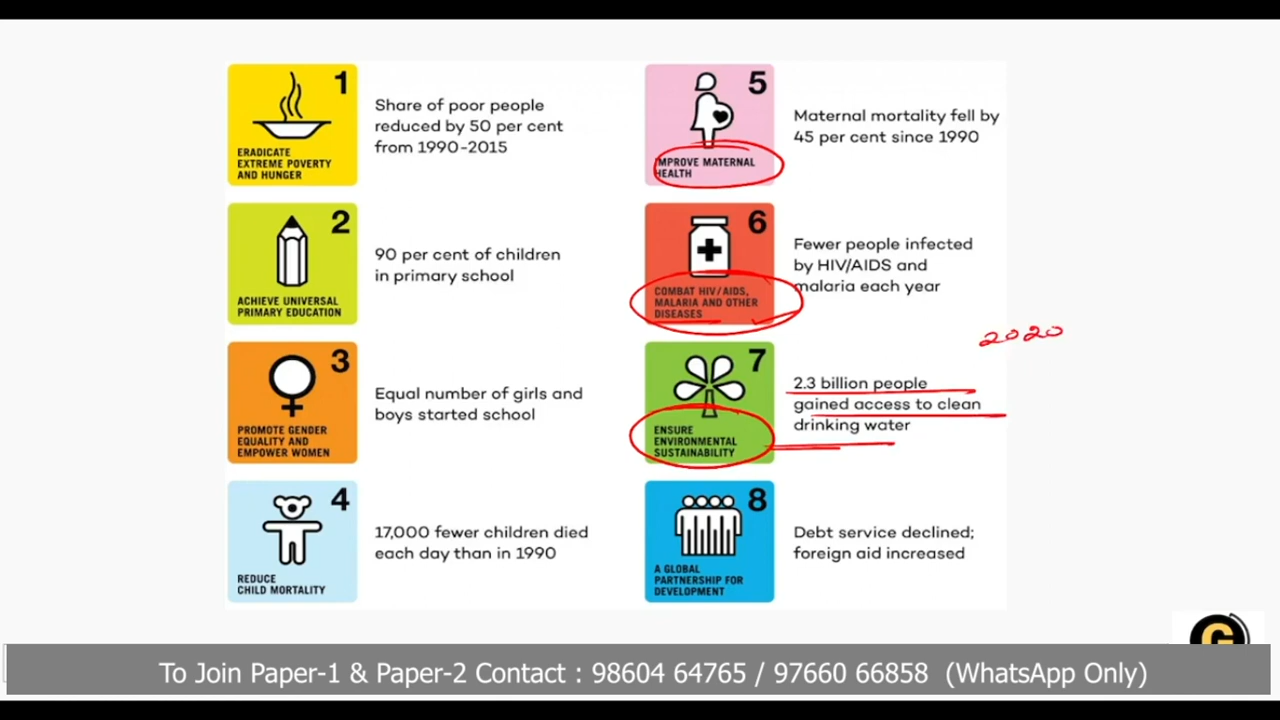 1
ERADICATE
EXTREME POVERTY
AND HUNGER
Share of poor people
reduced by 50 per cent
from 1990-2015
2
ACHIEVE UNIVERSAL
PRIMARY EDUCATION
90 per cent of children
in primary school
3
PROMOTE GENDER
EQUALITY AND
EMPOWER WOMEN
Equal number of girls and
boys started school
4
REDUCE
CHILD MORTALITY
17,000 fewer children died
each day than in 1990
5
IMPROVE MATERNAL
HEALTH
Maternal mortality fell by
45 per cent since 1990
6
COMBAT HIV/AIDS,
MALARIA AND OTHER
DISEASES
Fewer people infected
by HIV/AIDS and
malaria each year
2020
7
ENSURE
ENVIRONMENTAL
SUSTAINABILITY
2.3 billion people
gained access to clean
drinking water
8
A GLOBAL
PARTNERSHIP FOR
DEVELOPMENT
Debt service declined;
foreign aid increased
G
To Join Paper-1 & Paper-2 Contact : 98604 64765 / 97660 66858 (WhatsApp Only)